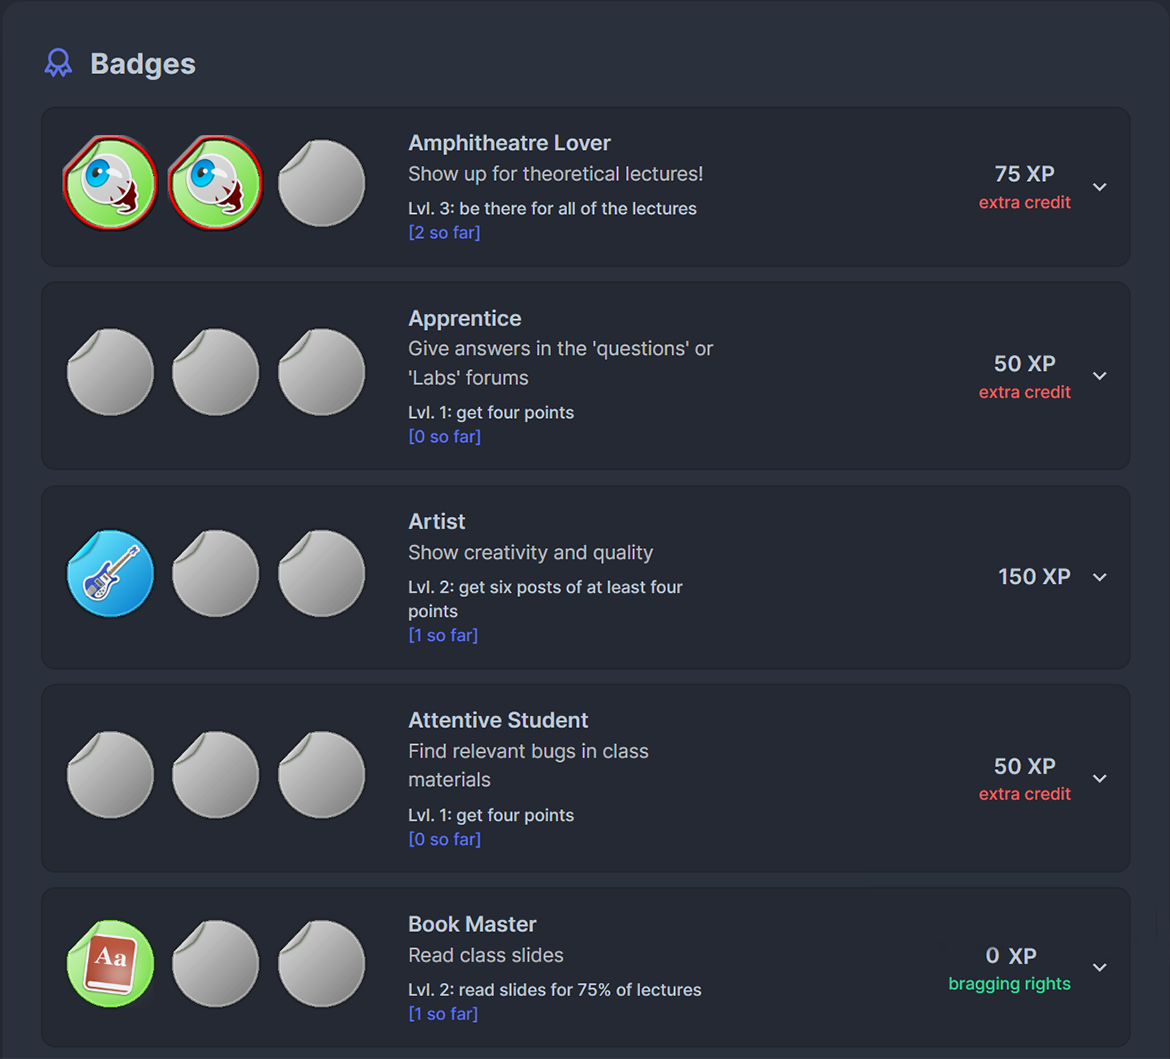 Badges
Amphitheatre Lover
Show up for theoretical lectures!
Lvl. 3: be there for all of the lectures
[2 so far]
75 XP
extra credit
Apprentice
Give answers in the 'questions' or
'Labs' forums
Lvl. 1: get four points
[0 so far]
50 XP
extra credit
Artist
Show creativity and quality
Lvl. 2: get six posts of at least four
points
[1 so far]
150 XP
Attentive Student
Find relevant bugs in class
materials
Lvl. 1: get four points
[0 so far]
50 XP
extra credit
Aa
Book Master
Read class slides
Lvl. 2: read slides for 75% of lectures
[1 so far]
0 XP
bragging rights